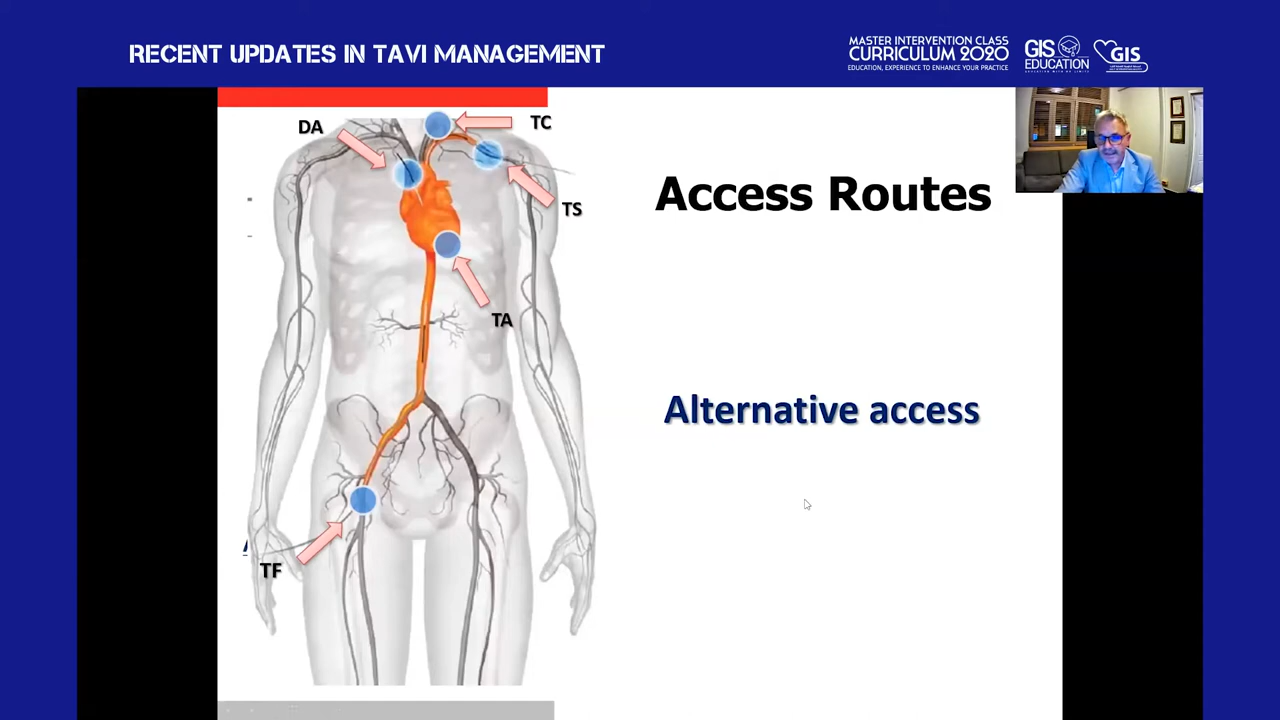 RECENT UPDATES IN TAVI MANAGEMENT
MASTER INTERVENTION CLASS
CURRICULUM 2020
EDUCATION, EXPERIENCE TO ENHANCE YOUR PRACTICE
GIS
EDUCATION
GIS
DA
TC
TS
TA
TF
Access Routes
Alternative access